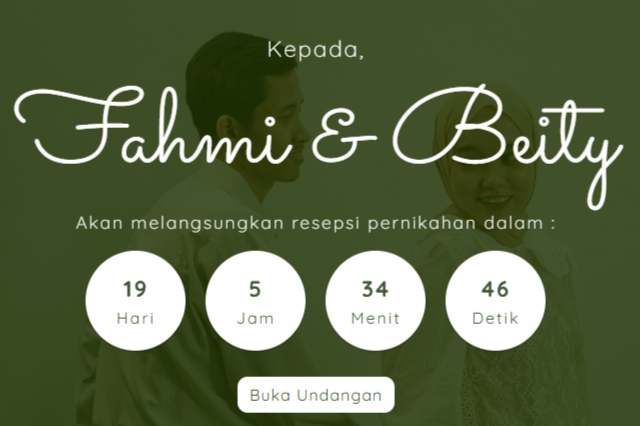 Kepada,
Fahmi & Beity
Akan melangsungkan resepsi pernikahan dalam :
19 5 34 46
Hari Jam Menit Detik
Buka Undangan